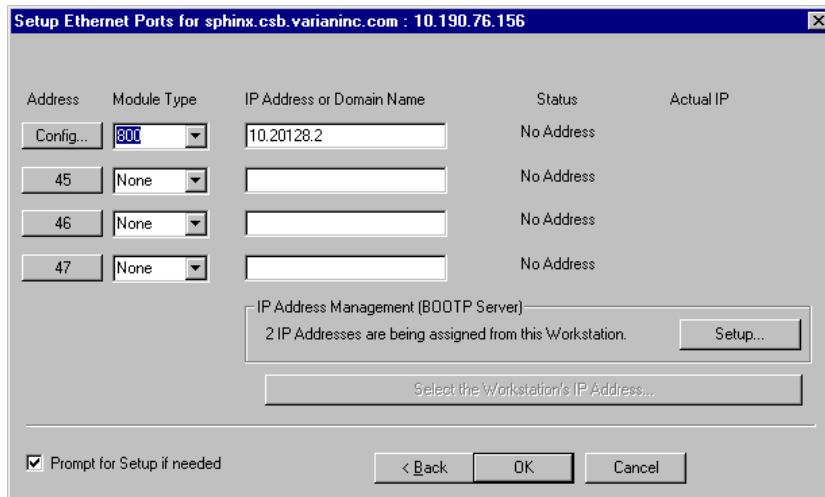 Setup Ethernet Ports for sphinx.csb.varianinc.com : 10.190.76.156
Address Module Type IP Address or Domain Name Status Actual IP
Config... 800 10.20128.2 No Address
45 None No Address
46 None No Address
47 None No Address
IP Address Management (BOOTP Server)
2 IP Addresses are being assigned from this Workstation. Setup...
Select the Workstation's IP Address...
Prompt for Setup if needed < Back OK Cancel